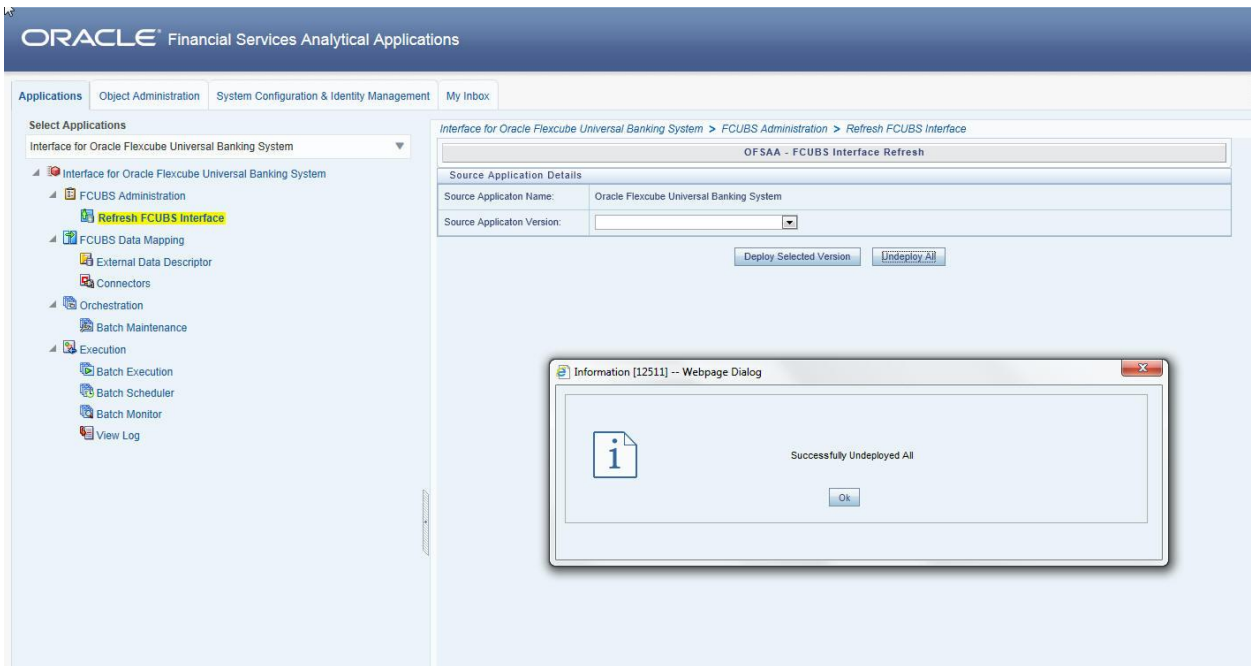 ORACLE® Financial Services Analytical Applications
Applications Object Administration System Configuration & Identity Management My Inbox
Select Applications
Interface for Oracle Flexcube Universal Banking System
Interface for Oracle Flexcube Universal Banking System
FCUBS Administration
Refresh FCUBS Interface
FCUBS Data Mapping
External Data Descriptor
Connectors
Orchestration
Batch Maintenance
Execution
Batch Execution
Batch Scheduler
Batch Monitor
View Log
Interface for Oracle Flexcube Universal Banking System > FCUBS Administration > Refresh FCUBS Interface
OFSAA - FCUBS Interface Refresh
Source Application Details
Source Applicaton Name: Oracle Flexcube Universal Banking System
Source Applicaton Version:
Deploy Selected Version Undeploy All
Information [12511] -- Webpage Dialog
Successfully Undeployed All
Ok